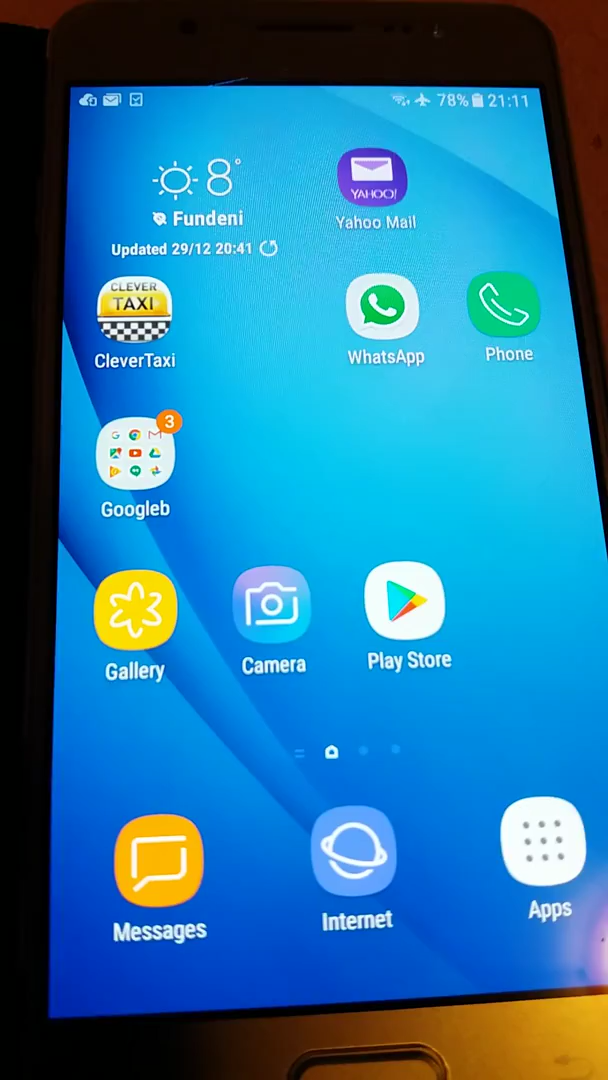 78% 21:11
8°
Fundeni
Updated 29/12 20:41
YAHOO!
Yahoo Mail
CLEVER
TAXI
CleverTaxi
WhatsApp
Phone
3
Googleb
Gallery
Camera
Play Store
Messages
Internet
Apps